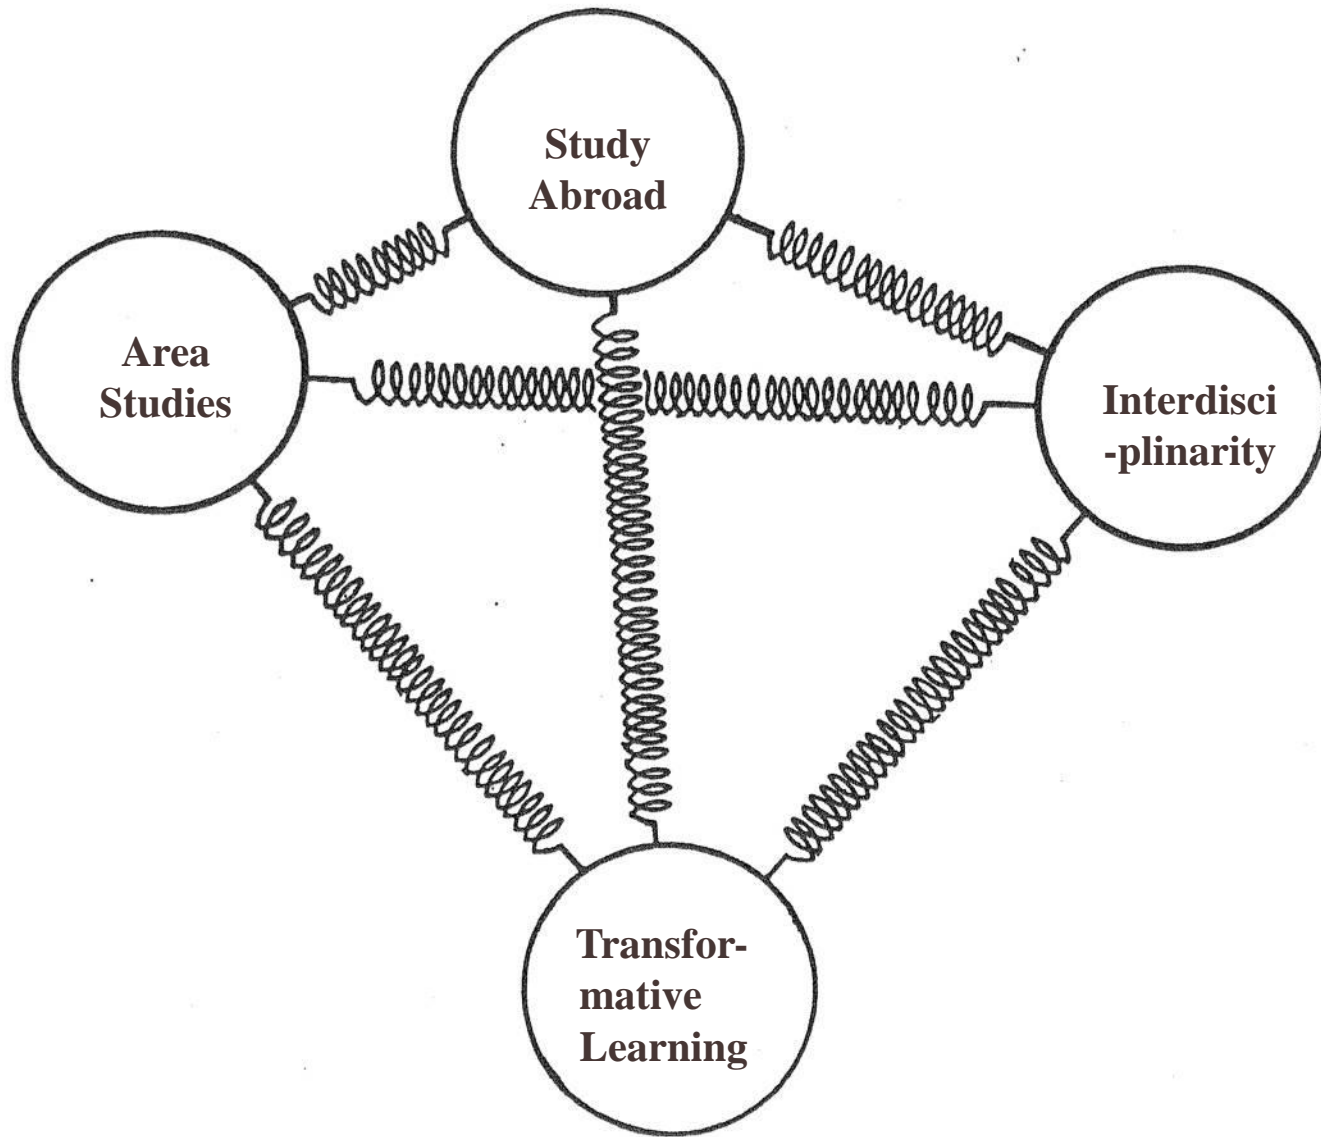 Study
Abroad
Area
Studies
Interdisci
-plinarity
Transfor-
mative
Learning